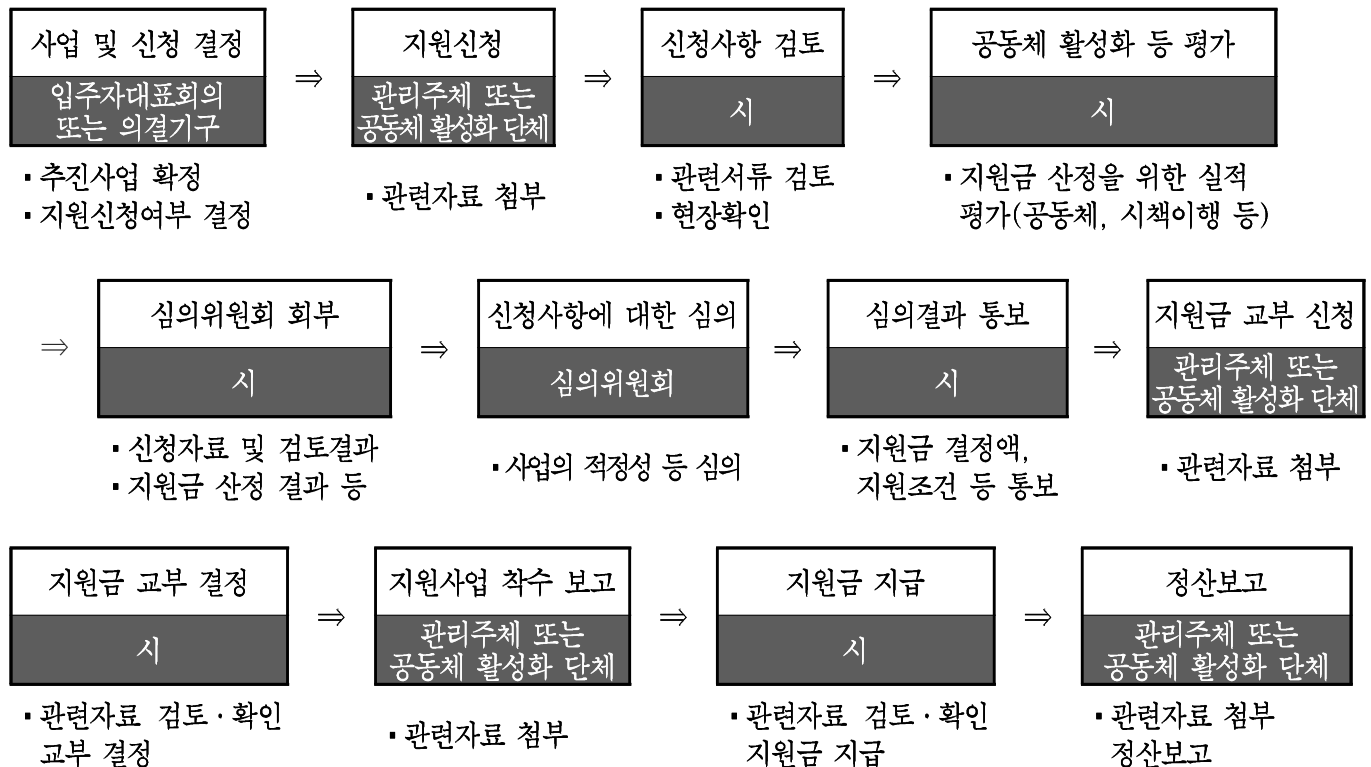 사업 및 신청 결정
입주자대표회의
또는 의결기구
▪ 추진사업 확정
▪ 지원신청여부 결정
⇒
지원신청
관리주체 또는
공동체 활성화 단체
▪ 관련자료 첨부
⇒
신청사항 검토
시
▪ 관련서류 검토
▪ 현장확인
⇒
공동체 활성화 등 평가
시
▪ 지원금 산정을 위한 실적
평가(공동체, 시책이행 등)
⇒
심의위원회 회부
시
▪ 신청자료 및 검토결과
▪ 지원금 산정 결과 등
⇒
신청사항에 대한 심의
심의위원회
▪ 사업의 적정성 등 심의
⇒
심의결과 통보
시
▪ 지원금 결정액,
지원조건 등 통보
⇒
지원금 교부 신청
관리주체 또는
공동체 활성화 단체
▪ 관련자료 첨부
지원금 교부 결정
시
▪ 관련자료 검토·확인
교부 결정
⇒
지원사업 착수 보고
관리주체 또는
공동체 활성화 단체
▪ 관련자료 첨부
⇒
지원금 지급
시
▪ 관련자료 검토·확인
지원금 지급
⇒
정산보고
관리주체 또는
공동체 활성화 단체
▪ 관련자료 첨부
정산보고